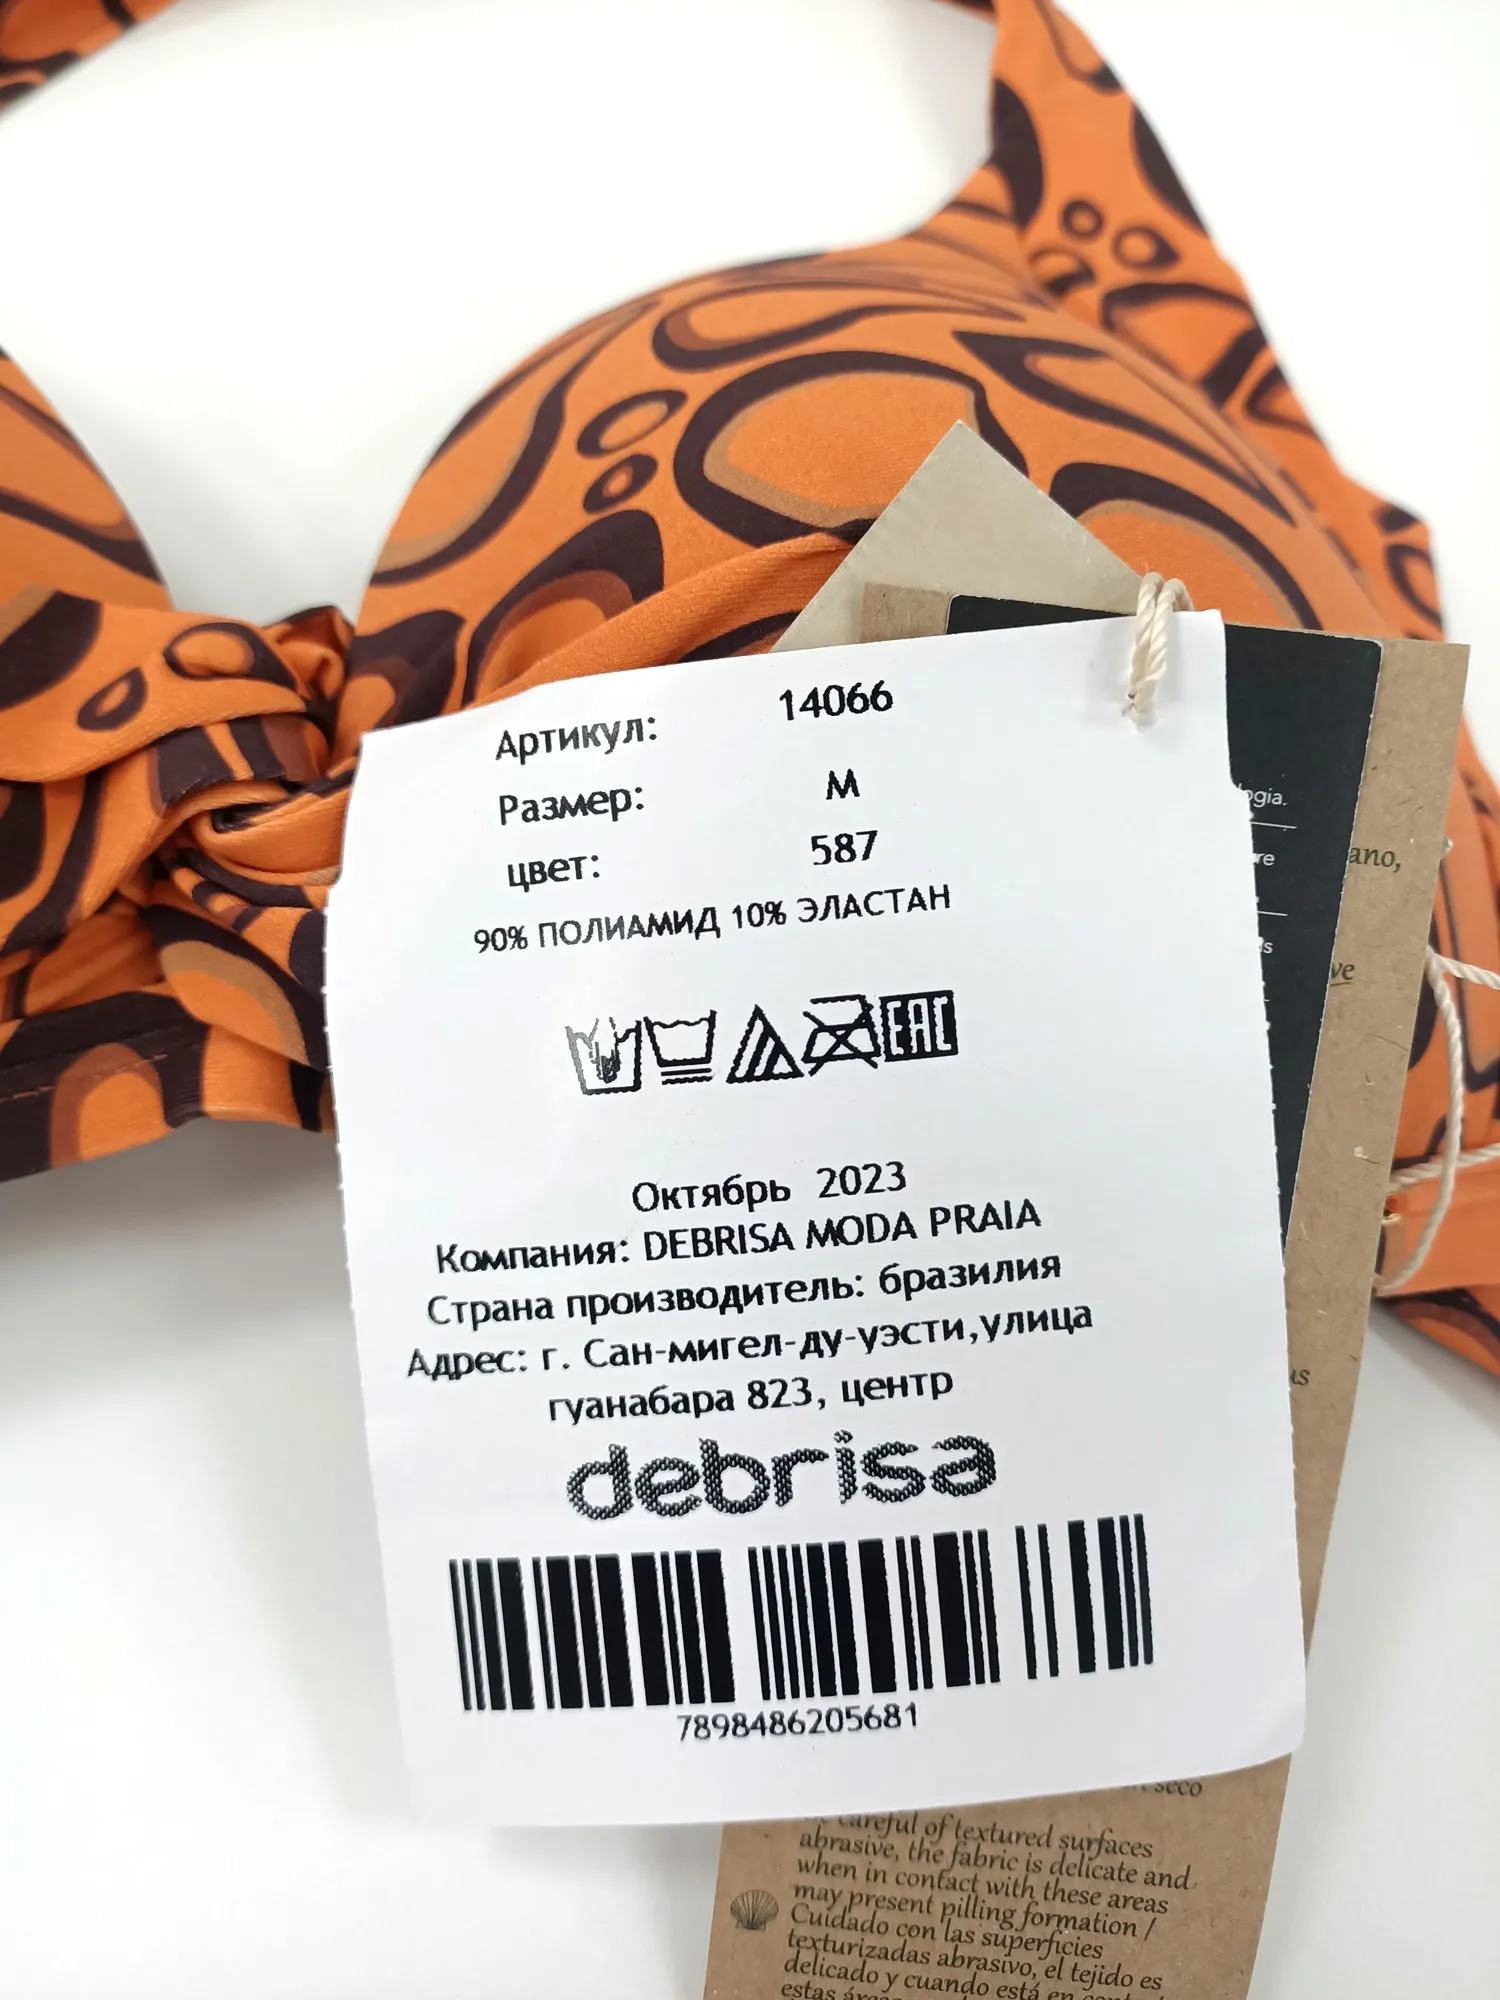 Артикул: 14066
Размер: М
цвет: 587
90% ПОЛИАМИД 10% ЭЛАСТАН
EAC
Октябрь 2023
Компания: DEBRISA MODA PRAIA
Страна производитель: бразилия
Адрес: г. Сан-мигел-ду-уэсти,улица
гуанабара 823, центр
debrisa
7898486205681
seco
careful of textured surfaces
abrasive, the fabric is delicate and
when in contact with these areas
may present pilling formation /
Cuidado con las superficies
texturizadas abrasivo, el tejido es
delicado y cuando está en
estas